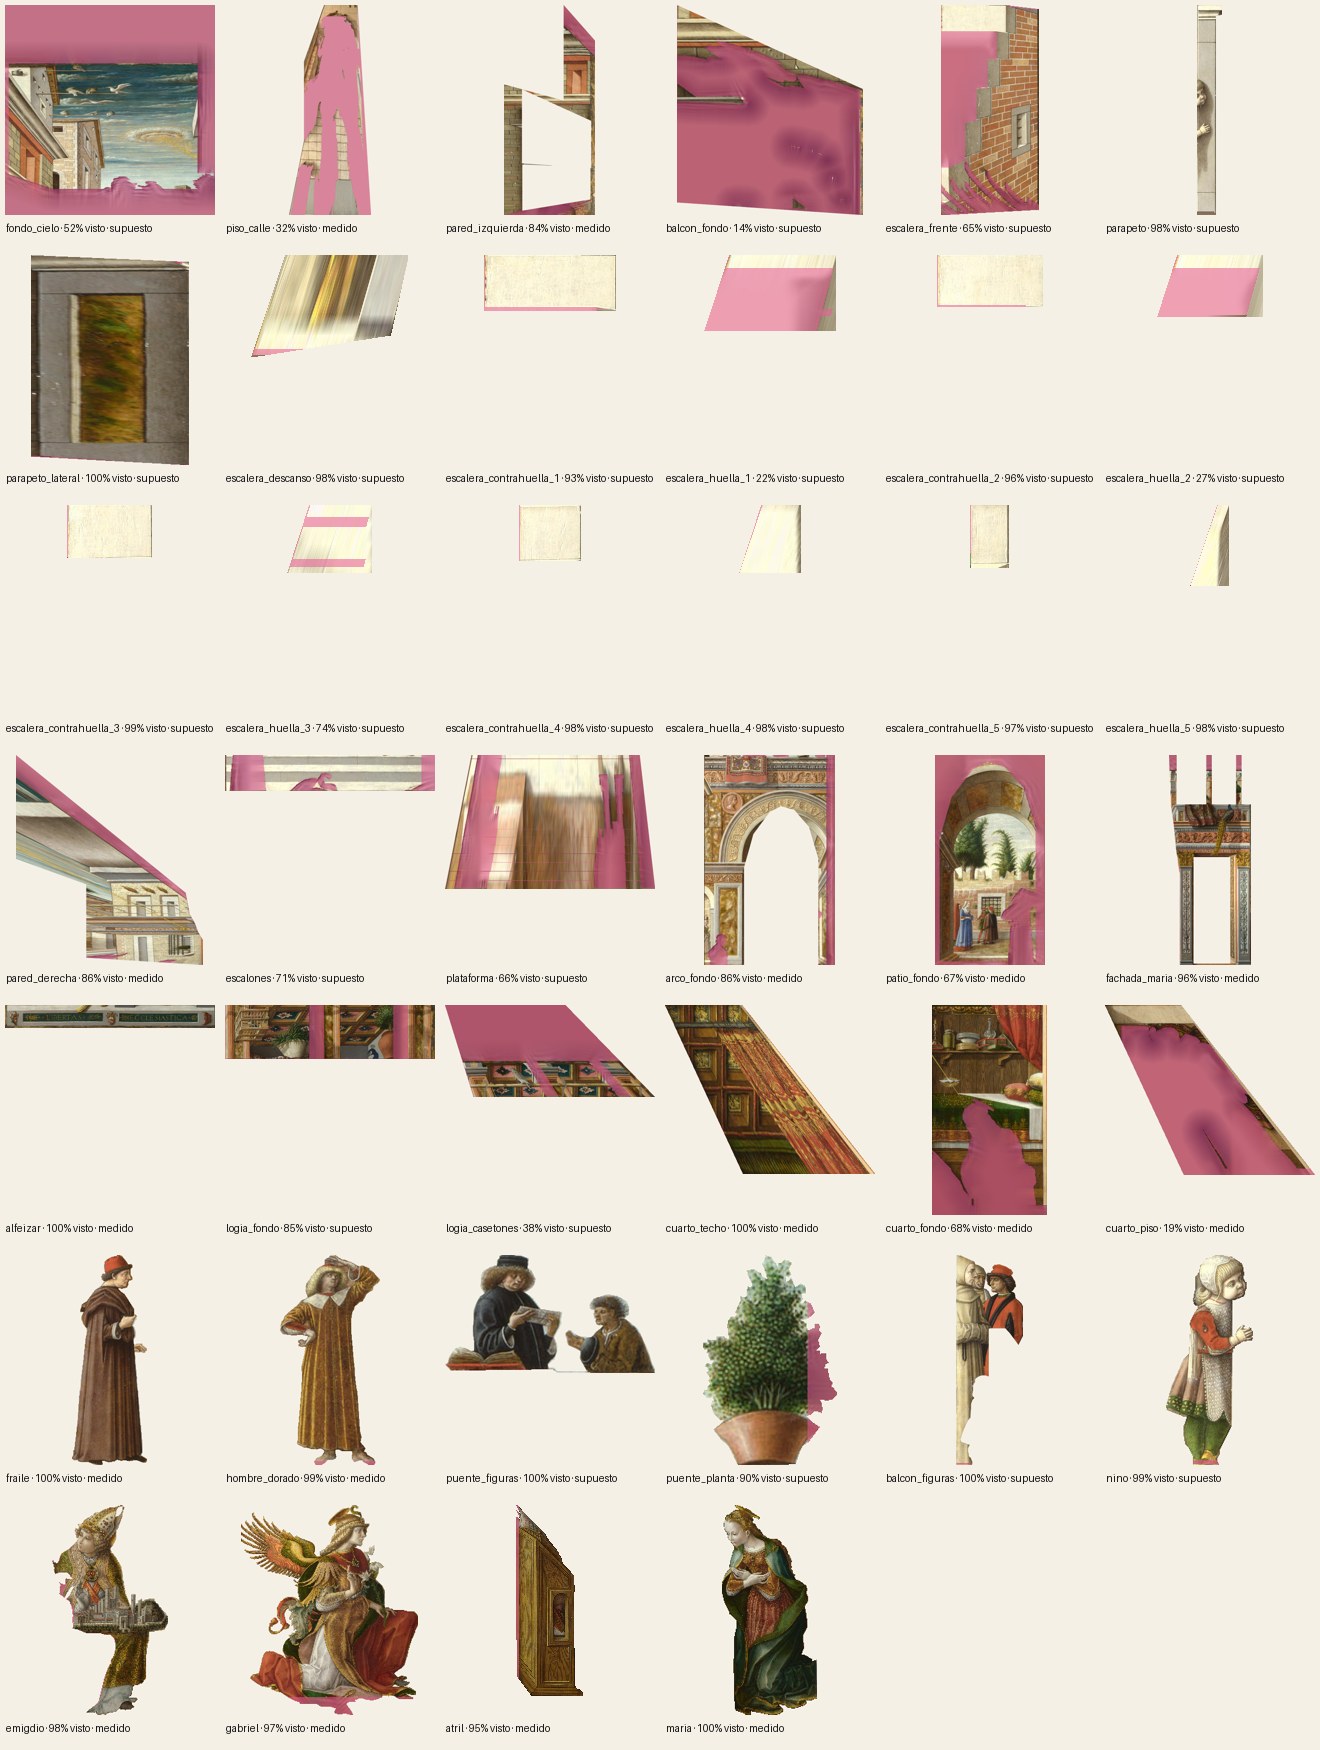 fondo_cielo · 52% visto · supuesto
piso_calle · 32% visto · medido
pared_izquierda · 84% visto · medido
balcon_fondo · 14% visto · supuesto
escalera_frente · 65% visto · supuesto
parapeto · 98% visto · supuesto
parapeto_lateral · 100% visto · supuesto
escalera_descanso · 98% visto · supuesto
escalera_contrahuella_1 · 93% visto · supuesto
escalera_huella_1 · 22% visto · supuesto
escalera_contrahuella_2 · 96% visto · supuesto
escalera_huella_2 · 27% visto · supuesto
escalera_contrahuella_3 · 99% visto · supuesto
escalera_huella_3 · 74% visto · supuesto
escalera_contrahuella_4 · 98% visto · supuesto
escalera_huella_4 · 98% visto · supuesto
escalera_contrahuella_5 · 97% visto · supuesto
escalera_huella_5 · 98% visto · supuesto
pared_derecha · 86% visto · medido
escalones · 71% visto · supuesto
plataforma · 66% visto · supuesto
arco_fondo · 86% visto · medido
patio_fondo · 67% visto · medido
fachada_maria · 96% visto · medido
alfeizar · 100% visto · medido
logia_fondo · 85% visto · supuesto
logia_casetones · 38% visto · supuesto
cuarto_techo · 100% visto · medido
cuarto_fondo · 68% visto · medido
cuarto_piso · 19% visto · medido
fraile · 100% visto · medido
hombre_dorado · 99% visto · medido
puente_figuras · 100% visto · supuesto
puente_planta · 90% visto · supuesto
balcon_figuras · 100% visto · supuesto
nino · 99% visto · supuesto
emigdio · 98% visto · medido
gabriel · 97% visto · medido
atril · 95% visto · medido
maria · 100% visto · medido